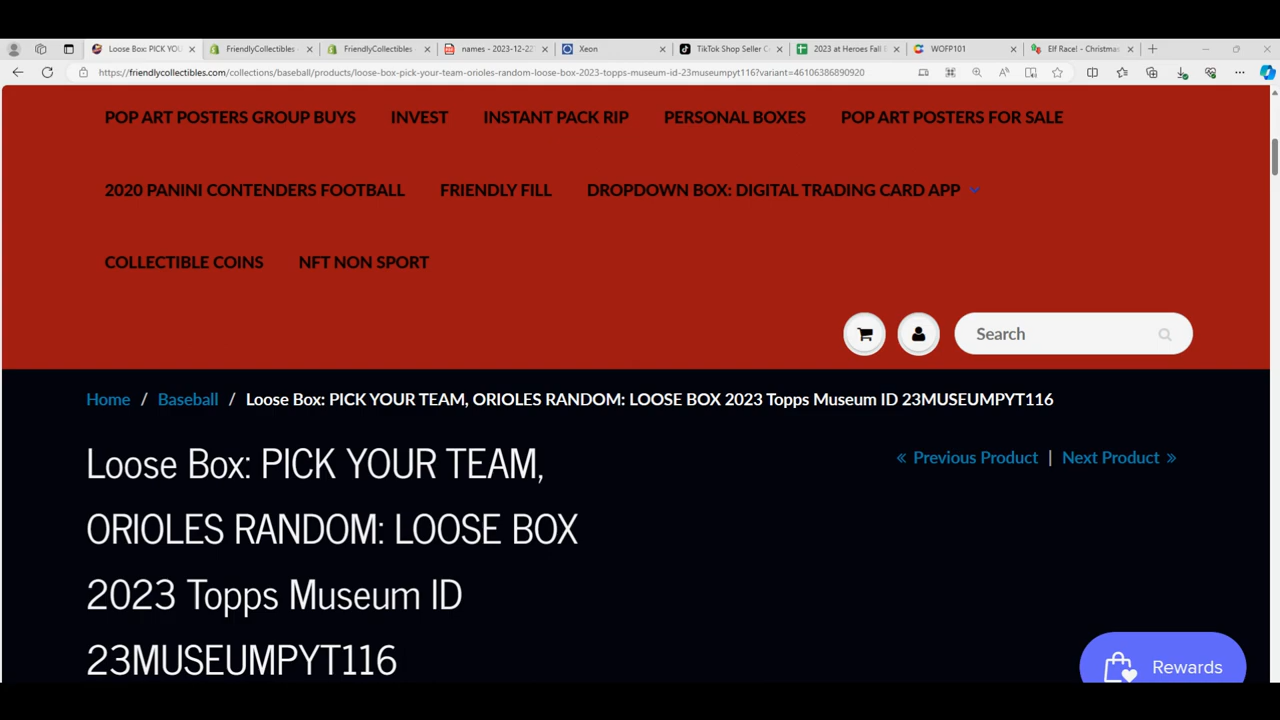 Loose Box: PICK YOU
FriendlyCollectibles
FriendlyCollectibles
names - 2023-12-22
Xeon
TikTok Shop Seller C
2023 at Heroes Fall
WOFP101
Elf Race! - Christmas
https://friendlycollectibles.com/collections/baseball/products/loose-box-pick-your-team-orioles-random-loose-box-2023-topps-museum-id-23museumpyt116?variant=46106386890920
POP ART POSTERS GROUP BUYS INVEST INSTANT PACK RIP PERSONAL BOXES POP ART POSTERS FOR SALE
2020 PANINI CONTENDERS FOOTBALL FRIENDLY FILL DROPDOWN BOX: DIGITAL TRADING CARD APP
COLLECTIBLE COINS NFT NON SPORT
Search
Home / Baseball / Loose Box: PICK YOUR TEAM, ORIOLES RANDOM: LOOSE BOX 2023 Topps Museum ID 23MUSEUMPYT116
« Previous Product | Next Product »
Loose Box: PICK YOUR TEAM,
ORIOLES RANDOM: LOOSE BOX
2023 Topps Museum ID
23MUSEUMPYT116
Rewards